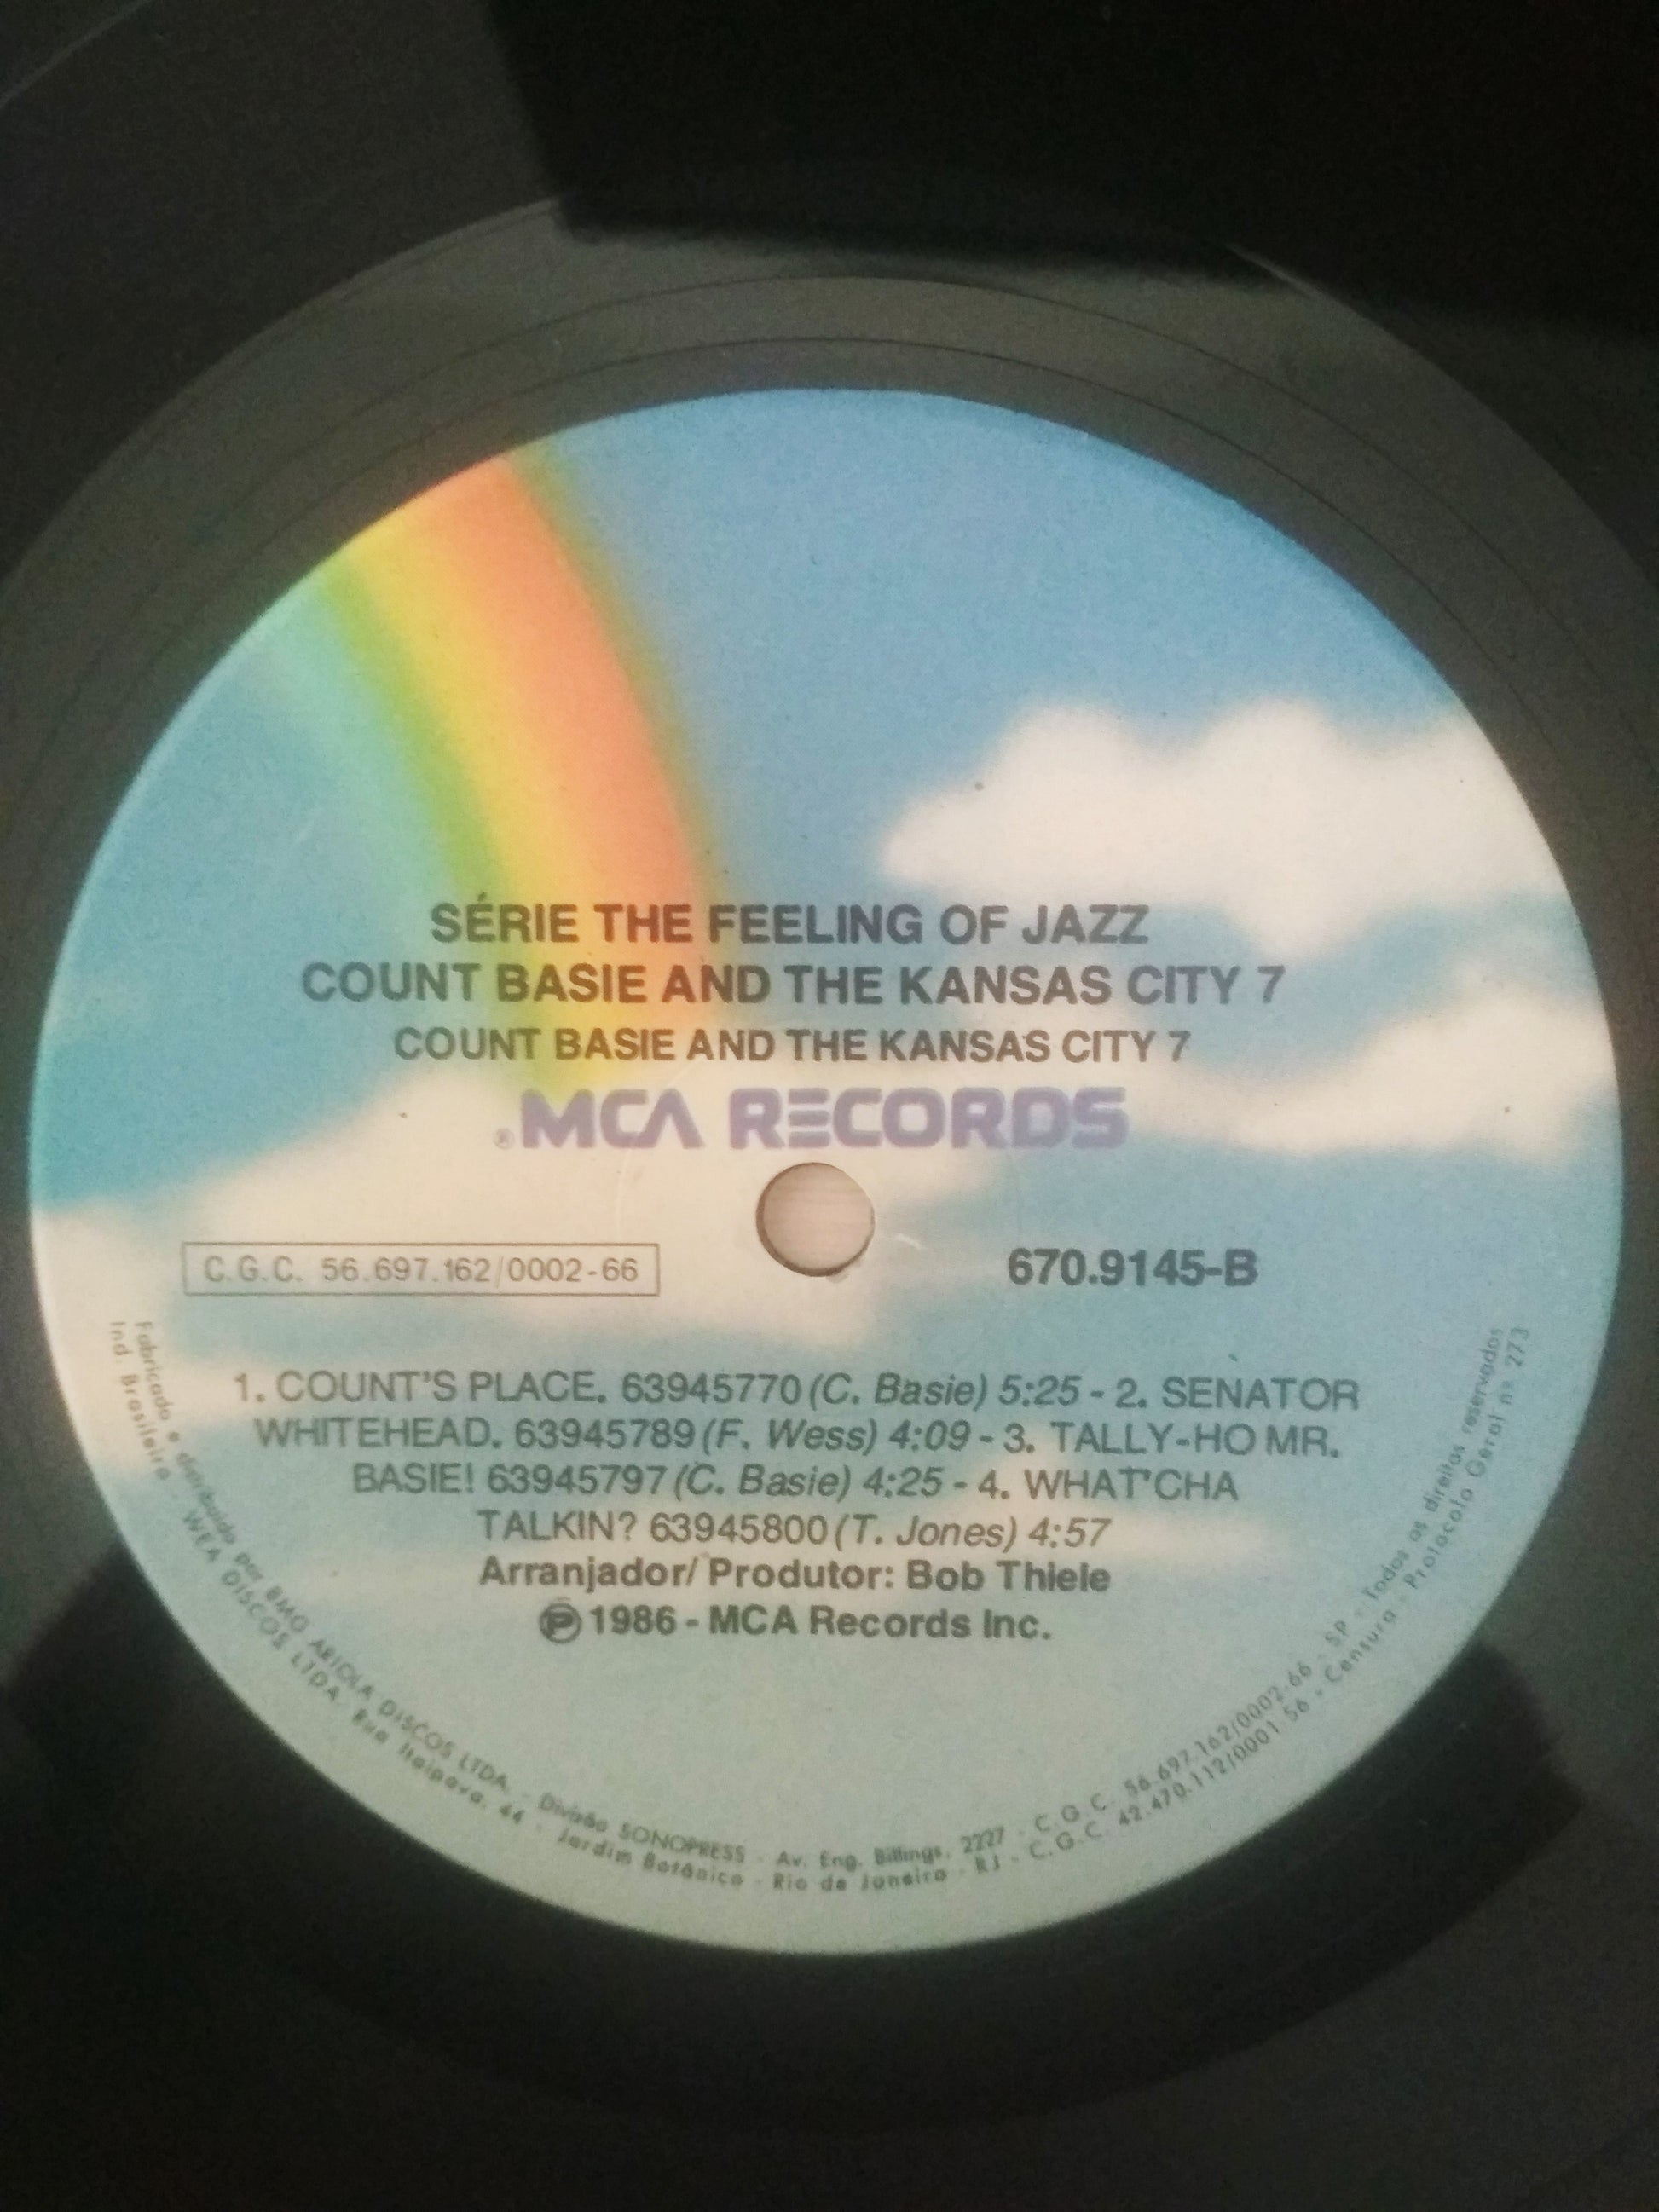 SÉRIE THE FEELING OF JAZZ
COUNT BASIE AND THE KANSAS CITY 7
COUNT BASIE AND THE KANSAS CITY 7
®MCA RECORDS
C.G.C. 56.697.162/0002-66
670.9145-B
1. COUNT'S PLACE. 63945770 (C. Basie) 5:25 - 2. SENATOR
WHITEHEAD. 63945789 (F. Wess) 4:09 - 3. TALLY-HO MR.
BASIE! 63945797 (C. Basie) 4:25 - 4. WHAT'CHA
TALKIN? 63945800 (T. Jones) 4:57
Arranjador/ Produtor: Bob Thiele
℗ 1986 - MCA Records Inc.
Fabricado e distribuido por BMG ARIOLA DISCOS LTDA. - Divisão SONOPRESS - Av. Eng. Billings, 2227 - C.G.C. 56.697.162/0002-66 - SP - Todos os direitos reservados
Ind. Brasileira - WEA DISCOS LTDA. Rua Itaipava, 44 - Jardim Botânico - Rio de Janeiro - RJ - C.G.C. 42.470.112/0001 56 - Censura - Protocolo Geral nº 273